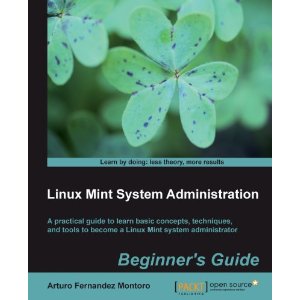 Learn by doing: less theory, more results
Linux Mint System Administration
A practical guide to learn basic concepts, techniques,
and tools to become a Linux Mint system administrator
Beginner's Guide
Arturo Fernandez Montoro
PACKT
PUBLISHING
open source